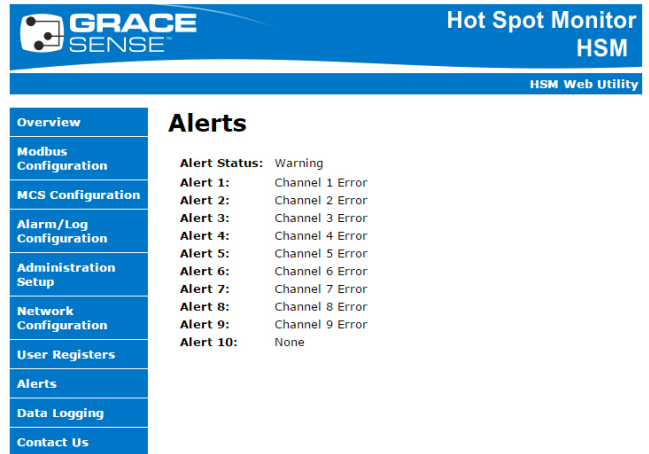 GRACE
SENSE™
Hot Spot Monitor
HSM
HSM Web Utility
Overview
Modbus
Configuration
MCS Configuration
Alarm/Log
Configuration
Administration
Setup
Network
Configuration
User Registers
Alerts
Data Logging
Contact Us
Alerts
Alert Status: Warning
Alert 1: Channel 1 Error
Alert 2: Channel 2 Error
Alert 3: Channel 3 Error
Alert 4: Channel 4 Error
Alert 5: Channel 5 Error
Alert 6: Channel 6 Error
Alert 7: Channel 7 Error
Alert 8: Channel 8 Error
Alert 9: Channel 9 Error
Alert 10: None